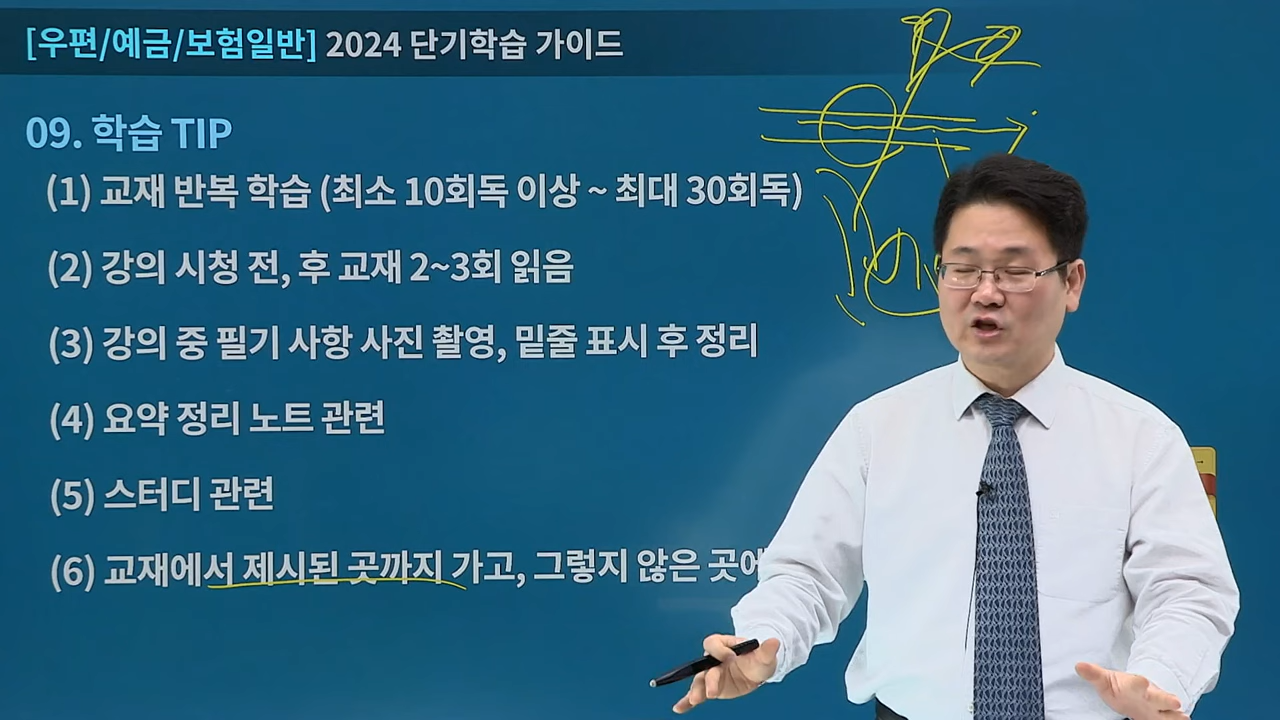 [우편/예금/보험일반] 2024 단기학습 가이드
09. 학습 TIP
(1) 교재 반복 학습 (최소 10회독 이상 ~ 최대 30회독)
(2) 강의 시청 전, 후 교재 2~3회 읽음
(3) 강의 중 필기 사항 사진 촬영, 밑줄 표시 후 정리
(4) 요약 정리 노트 관련
(5) 스터디 관련
(6) 교재에서 제시된 곳까지 가고, 그렇지 않은 곳에